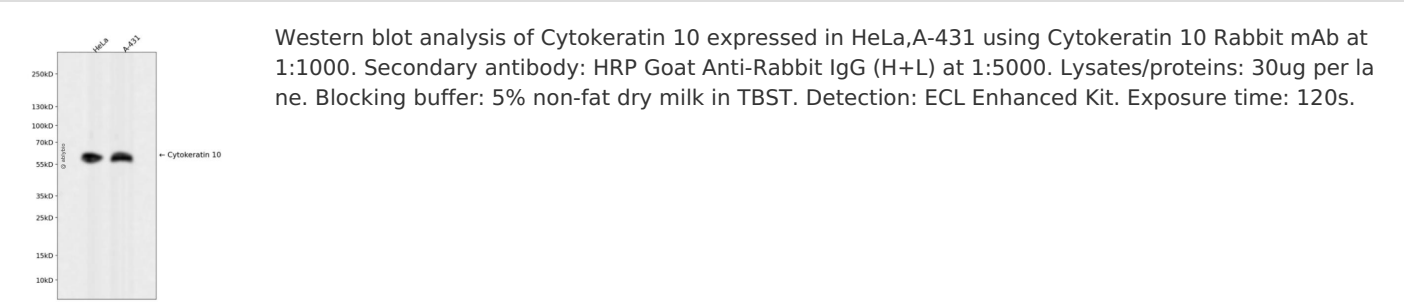 HeLa
A-431
250kD
130kD
100kD
70kD
55kD
35kD
25kD
15kD
10kD
← Cytokeratin 10
Western blot analysis of Cytokeratin 10 expressed in HeLa,A-431 using Cytokeratin 10 Rabbit mAb at
1:1000. Secondary antibody: HRP Goat Anti-Rabbit IgG (H+L) at 1:5000. Lysates/proteins: 30ug per la
ne. Blocking buffer: 5% non-fat dry milk in TBST. Detection: ECL Enhanced Kit. Exposure time: 120s.